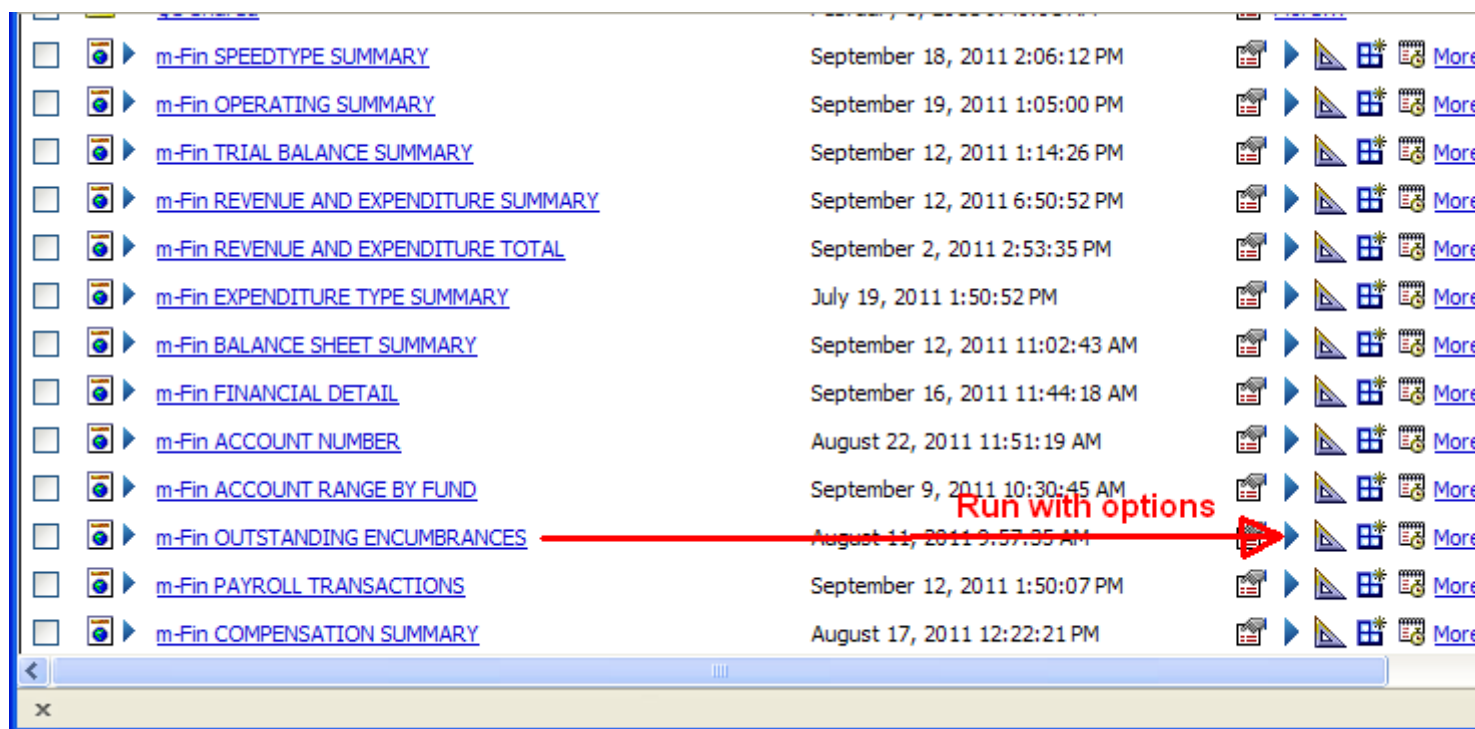 m-Fin SPEEDTYPE SUMMARY September 18, 2011 2:06:12 PM More
m-Fin OPERATING SUMMARY September 19, 2011 1:05:00 PM More
m-Fin TRIAL BALANCE SUMMARY September 12, 2011 1:14:26 PM More
m-Fin REVENUE AND EXPENDITURE SUMMARY September 12, 2011 6:50:52 PM More
m-Fin REVENUE AND EXPENDITURE TOTAL September 2, 2011 2:53:35 PM More
m-Fin EXPENDITURE TYPE SUMMARY July 19, 2011 1:50:52 PM More
m-Fin BALANCE SHEET SUMMARY September 12, 2011 11:02:43 AM More
m-Fin FINANCIAL DETAIL September 16, 2011 11:44:18 AM More
m-Fin ACCOUNT NUMBER August 22, 2011 11:51:19 AM More
m-Fin ACCOUNT RANGE BY FUND September 9, 2011 10:30:45 AM More
Run with options
m-Fin OUTSTANDING ENCUMBRANCES August 11, 2011 9:57:35 AM More
m-Fin PAYROLL TRANSACTIONS September 12, 2011 1:50:07 PM More
m-Fin COMPENSATION SUMMARY August 17, 2011 12:22:21 PM More